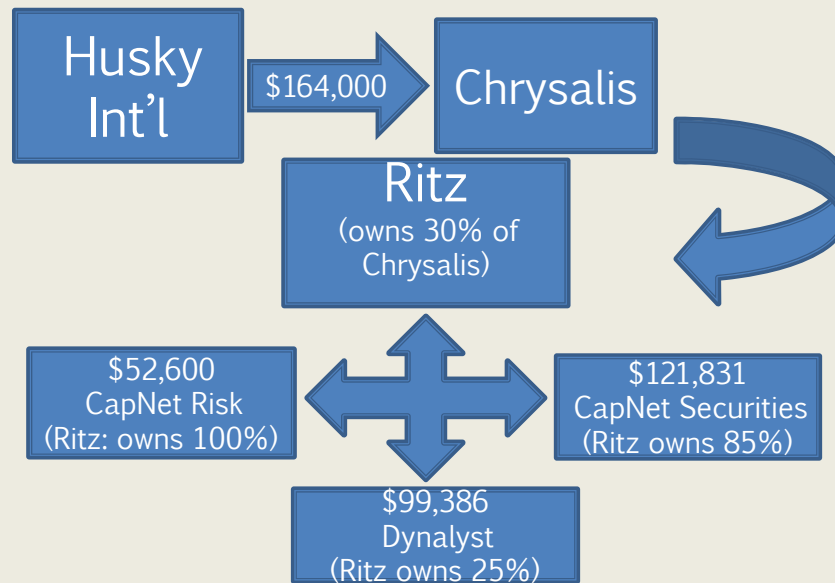 Husky
Int'l
$164,000
Chrysalis
Ritz
(owns 30% of
Chrysalis)
$52,600
CapNet Risk
(Ritz: owns 100%)
$121,831
CapNet Securities
(Ritz owns 85%)
$99,386
Dynalyst
(Ritz owns 25%)